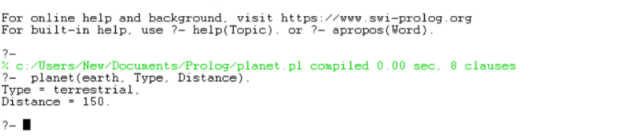 For online help and background, visit https://www.swi-prolog.org
For built-in help, use ?- help(Topic). or ?- apropos(Word).
?-
% c:/Users/New/Documents/Prolog/planet.pl compiled 0.00 sec, 8 clauses
?- planet(earth, Type, Distance).
Type = terrestrial,
Distance = 150.
?-